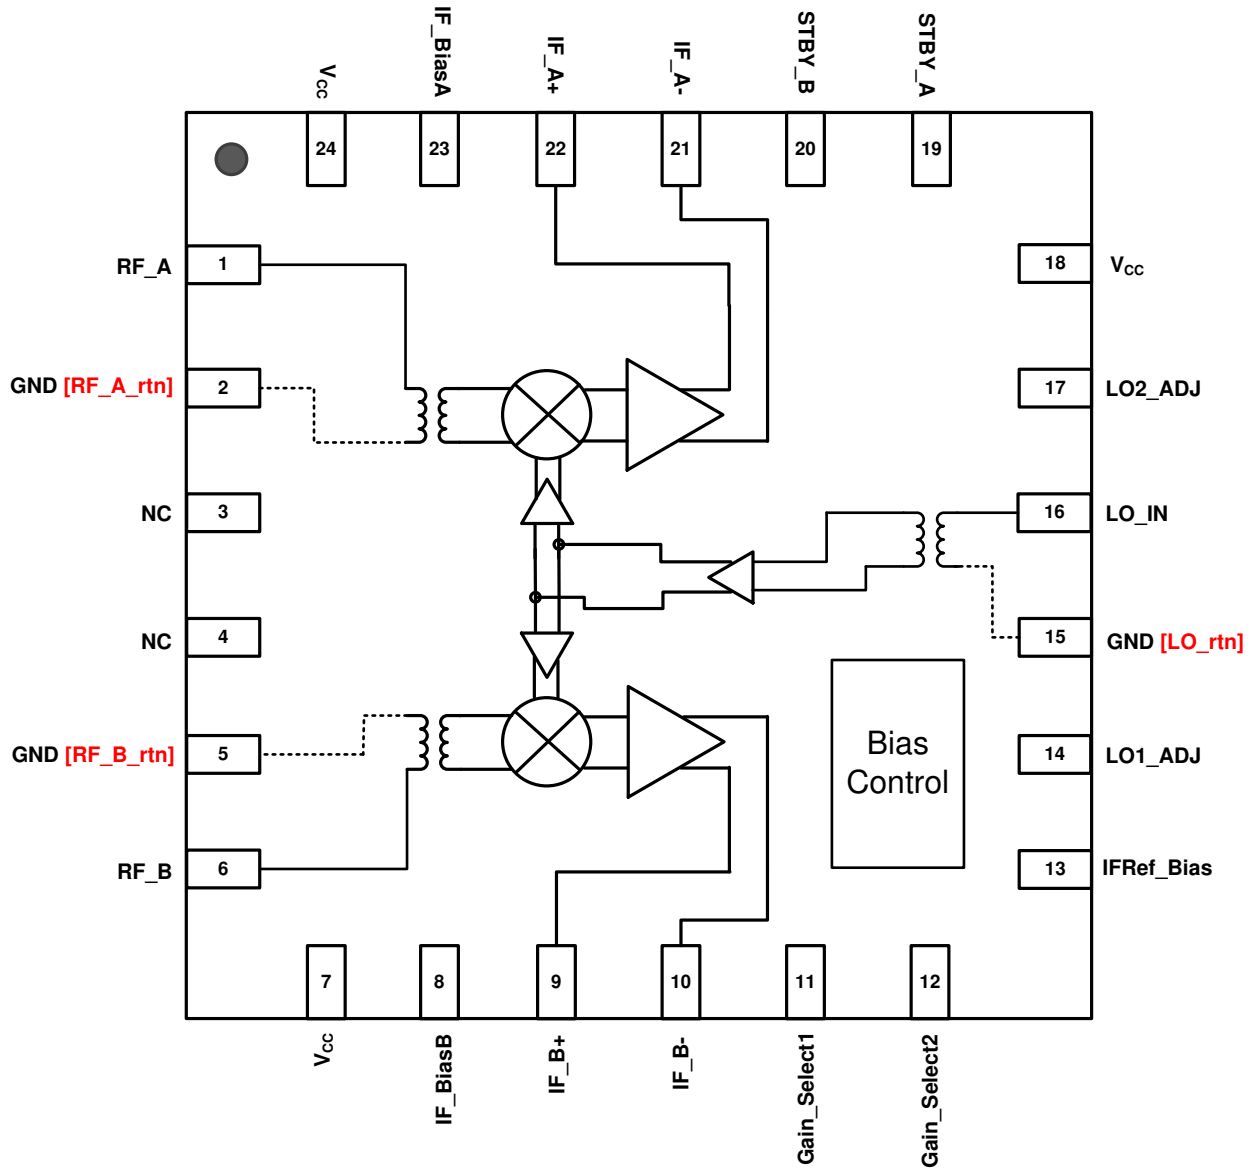 VCC
IF_BiasA
IF_A+
IF_A-
STBY_B
STBY_A
24
23
22
21
20
19
RF_A
1
18
VCC
GND [RF_A_rtn]
2
17
LO2_ADJ
NC
3
16
LO_IN
NC
4
15
GND [LO_rtn]
GND [RF_B_rtn]
5
Bias
Control
14
LO1_ADJ
RF_B
6
13
IFRef_Bias
7
8
9
10
11
12
VCC
IF_BiasB
IF_B+
IF_B-
Gain_Select1
Gain_Select2